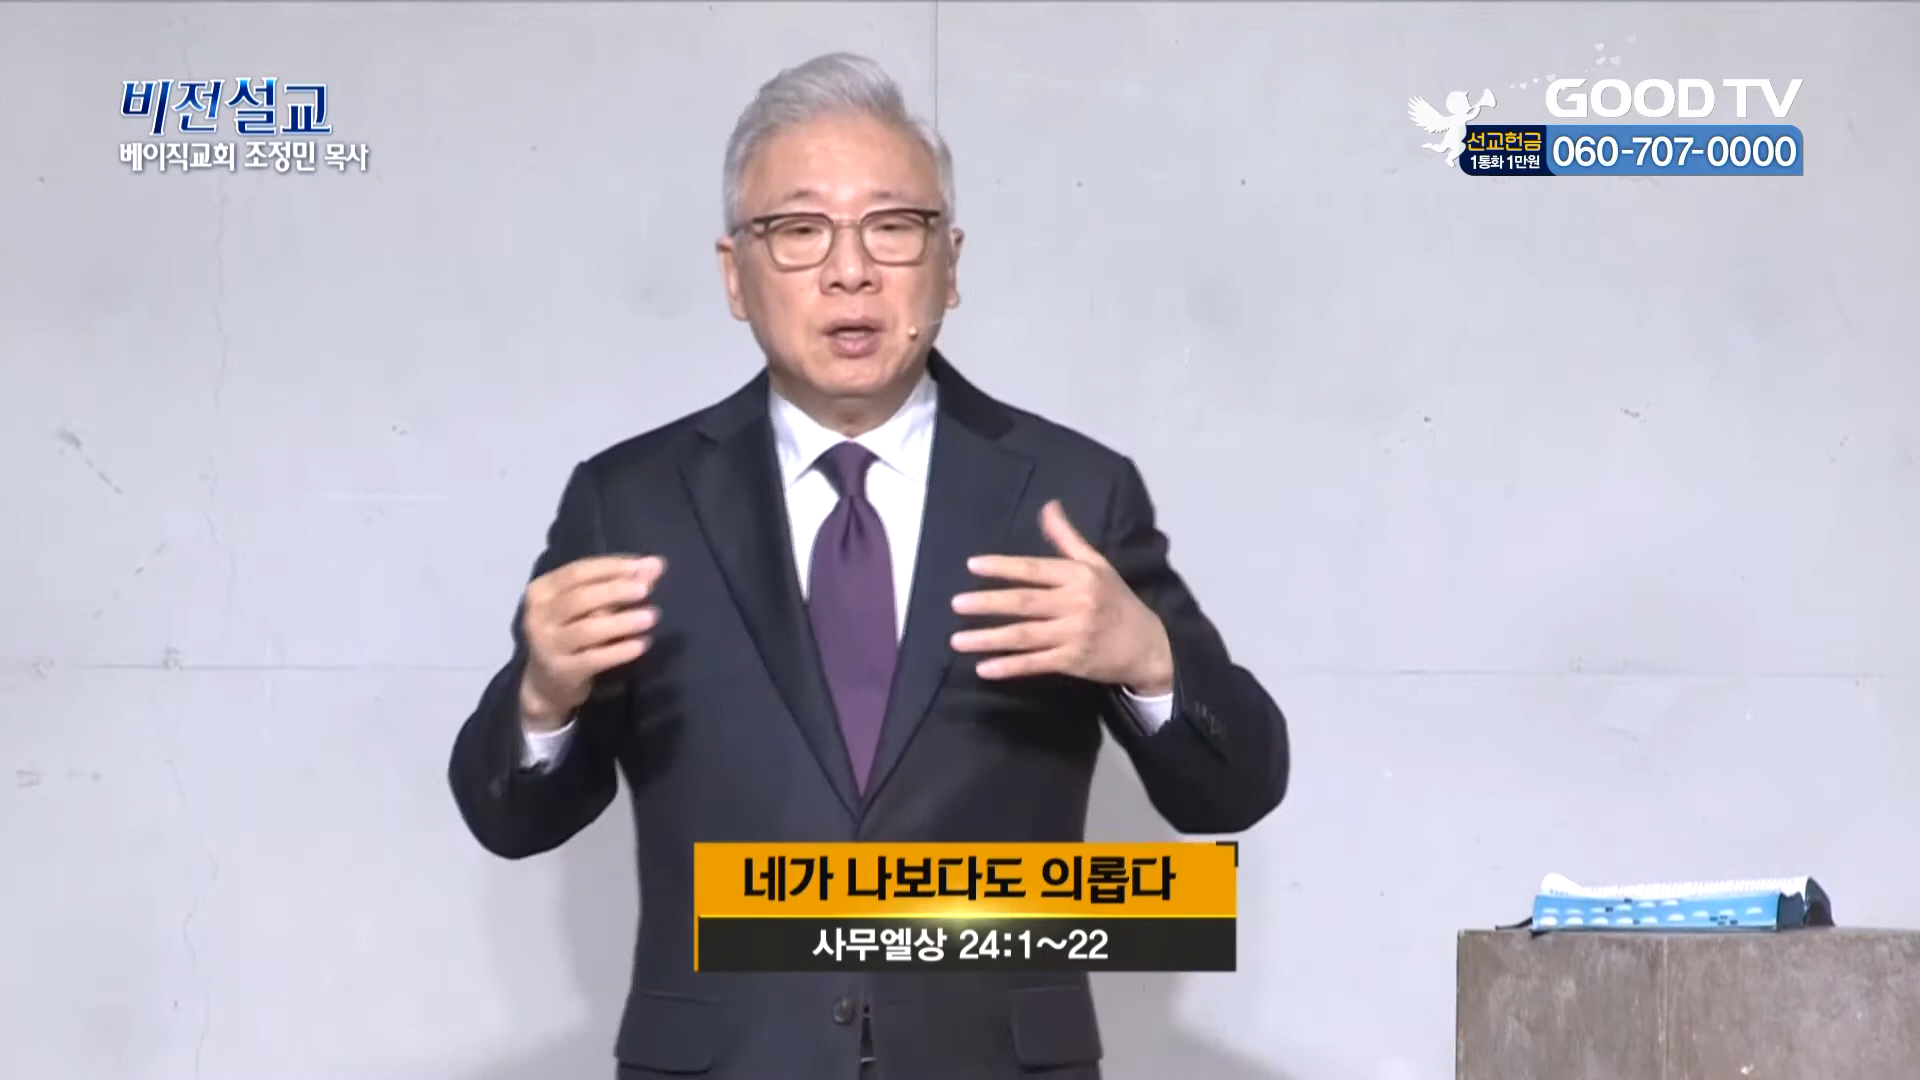 비전설교
베이직교회 조정민 목사
GOOD TV
선교헌금
1통화 1만원
060-707-0000
네가 나보다도 의롭다
사무엘상 24:1~22